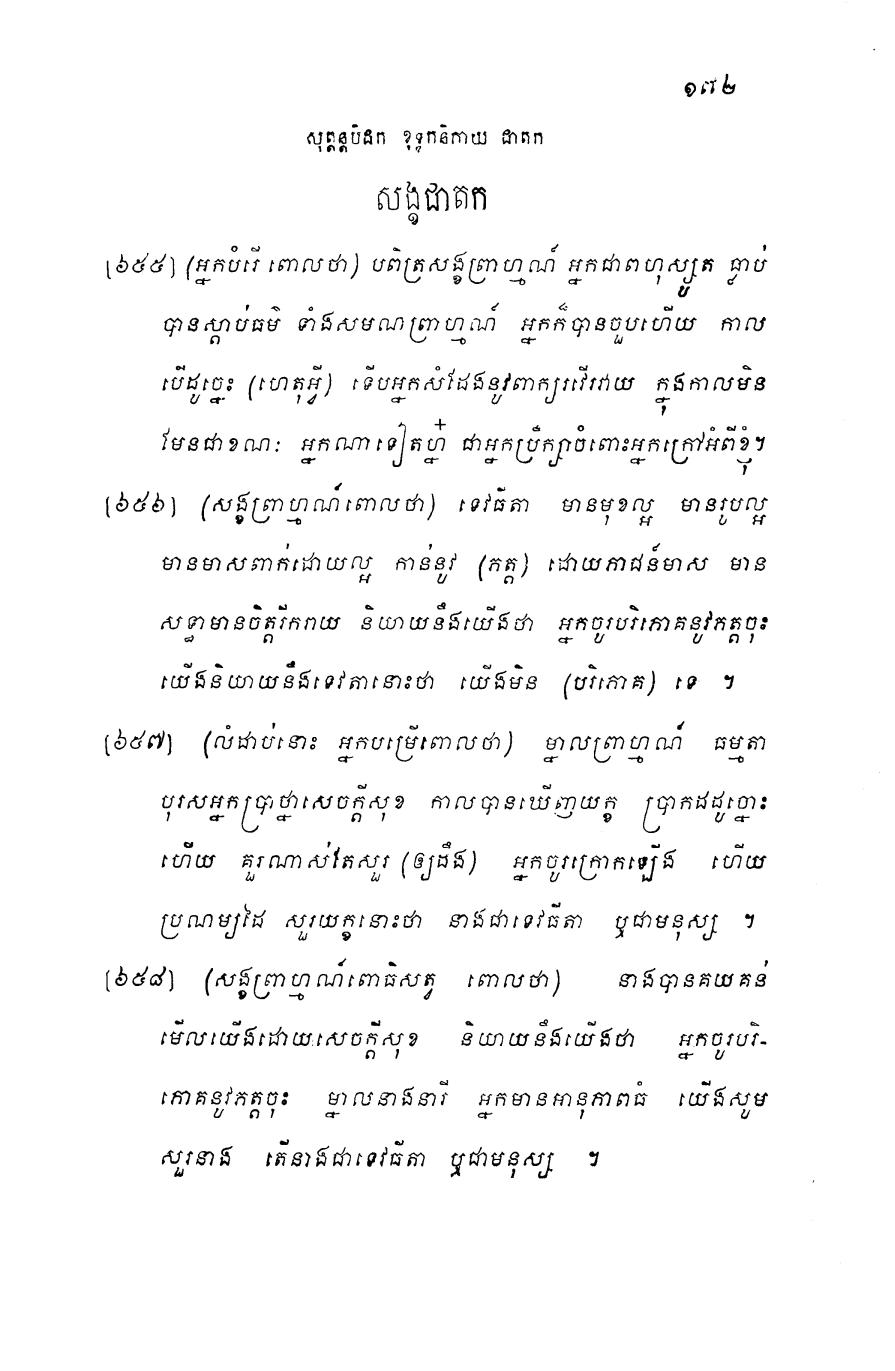 ១៧២
សុត្តន្តបិដក ខុទ្ទកនិកាយ ជាតក
សង្ខជាតក
[៦៥៥] (អ្នកបំរើ ពោលថា) បពិត្រសង្ខព្រាហ្មណ៍ អ្នកជាពហុស្សូត ធ្លាប់
បានស្តាប់ធម៌ ទាំងសមណព្រាហ្មណ៍ អ្នកក៏បានចួបហើយ កាល
បើដូច្នេះ (ហេតុអ្វី) ទើបអ្នកសំដែងនូវពាក្យរវើរវាយ ក្នុងកាលមិន
មែនជាខណៈ អ្នកណាទៀតហ្ន៎ ជាអ្នកប្រឹក្សាចំពោះអ្នកក្រៅអំពីខ្ញុំ។
[៦៥៦] (សង្ខព្រាហ្មណ៍ពោលថា) ទេវធីតា មានមុខល្អ មានរូបល្អ
មានមាសពាក់ដោយល្អ កាន់នូវ (ភត្ត) ដោយភាជន៍មាស មាន
សទ្ធាមានចិត្តរីករាយ និយាយនឹងយើងថា អ្នកចូរបរិភោគនូវភត្តចុះ
យើងនិយាយនឹងទេវតានោះថា យើងមិន (បរិភោគ) ទេ ។
[៦៥៧] (លំដាប់នោះ អ្នកបម្រើពោលថា) ម្នាលព្រាហ្មណ៍ ធម្មតា
បុរសអ្នកប្រាថ្នាសេចក្តីសុខ កាលបានឃើញយក្ខ ប្រាកដដូច្នោះ
ហើយ គួរណាស់តែសួរ (ឲ្យដឹង) អ្នកចូរក្រោកឡើង ហើយ
ប្រណម្យដៃ សួរយក្ខនោះថា នាងជាទេវធីតា ឬជាមនុស្ស ។
[៦៥៨] (សង្ខព្រាហ្មណ៍ពោធិសត្វ ពោលថា) នាងបានគយគន់
មើលយើងដោយសេចក្តីសុខ និយាយនឹងយើងថា អ្នកចូរបរិ-
ភោគនូវភត្តចុះ ម្នាលនាងនារី អ្នកមានអានុភាពធំ យើងសូម
សួរនាង តើនាងជាទេវធីតា ឬជាមនុស្ស ។